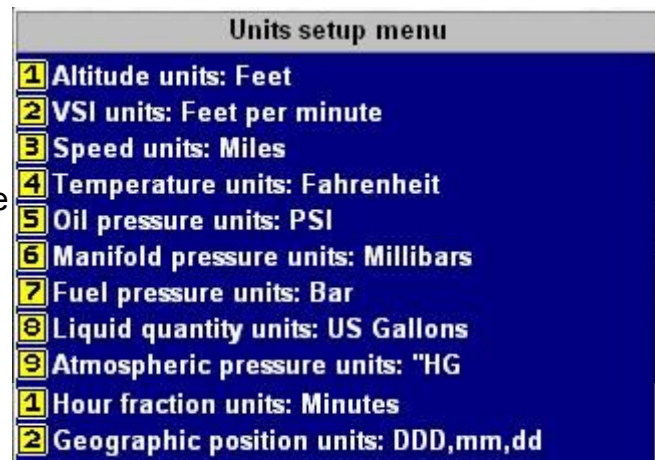 Units setup menu
1 Altitude units: Feet
2 VSI units: Feet per minute
3 Speed units: Miles
4 Temperature units: Fahrenheit
e
5 Oil pressure units: PSI
6 Manifold pressure units: Millibars
7 Fuel pressure units: Bar
8 Liquid quantity units: US Gallons
9 Atmospheric pressure units: "HG
1 Hour fraction units: Minutes
2 Geographic position units: DDD,mm,dd